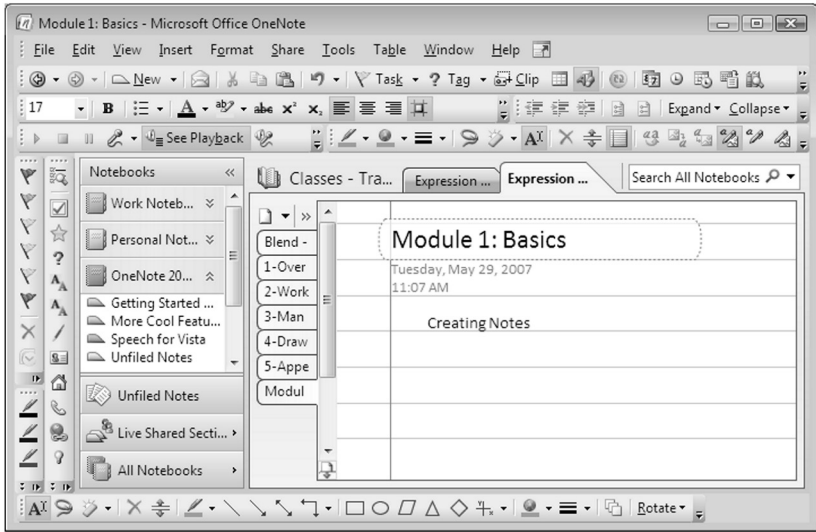 Module 1: Basics - Microsoft Office OneNote
File Edit View Insert Format Share Tools Table Window Help
New Task ? Tag Clip
17 B A ab abc x² x₂ Expand Collapse
See Playback A
Notebooks «
Work Noteb...
Personal Not...
OneNote 20...
Getting Started ...
More Cool Featu...
Speech for Vista
Unfiled Notes
Unfiled Notes
Live Shared Secti...
All Notebooks
Classes - Tra... Expression ... Expression ... Search All Notebooks
Blend -
1-Over
2-Work
3-Man
4-Draw
5-Appe
Modul
Module 1: Basics
Tuesday, May 29, 2007
11:07 AM
Creating Notes
A Rotate